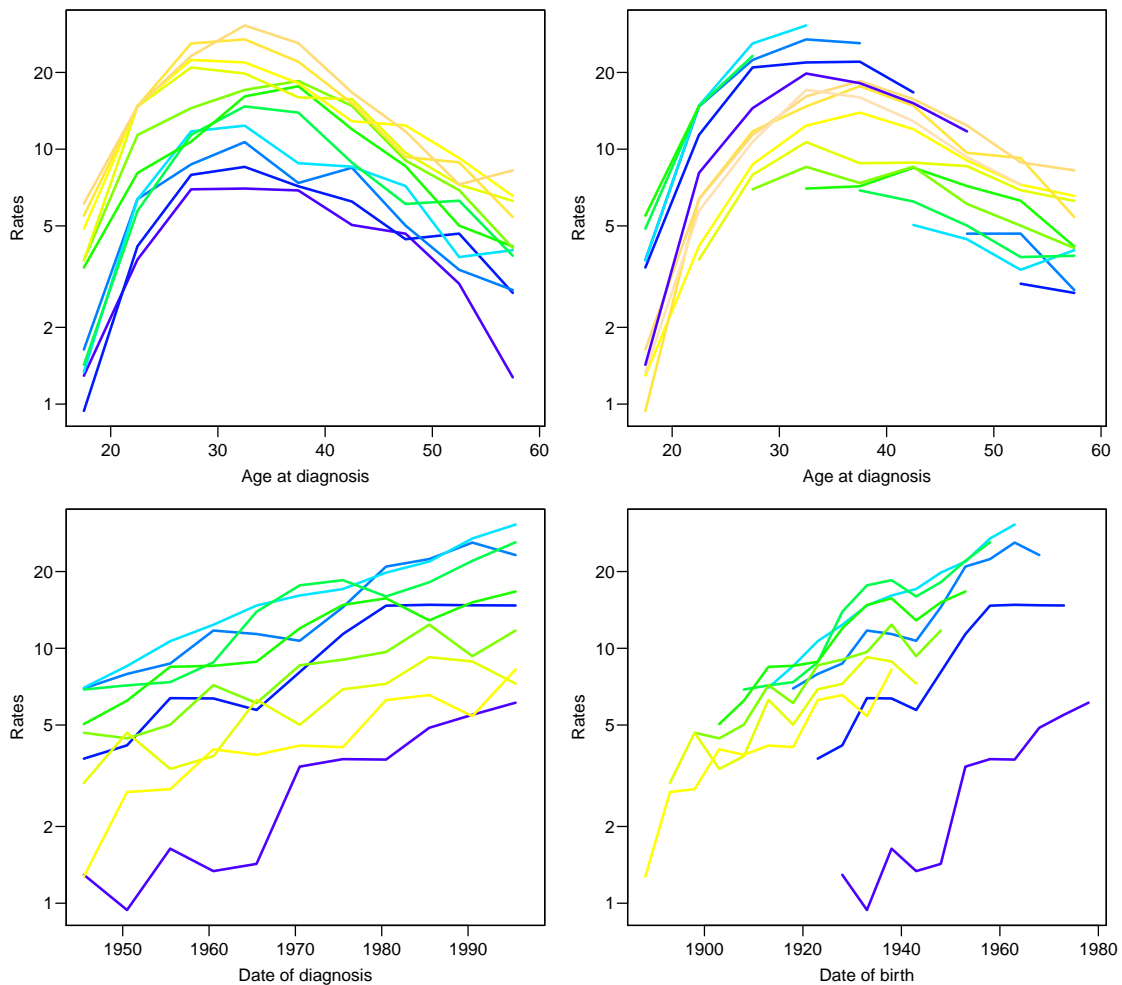 20
10
5
2
1
Rates
20 30 40 50 60
Age at diagnosis
20
10
5
2
1
Rates
20 30 40 50 60
Age at diagnosis
20
10
5
2
1
Rates
1950 1960 1970 1980 1990
Date of diagnosis
20
10
5
2
1
Rates
1900 1920 1940 1960 1980
Date of birth